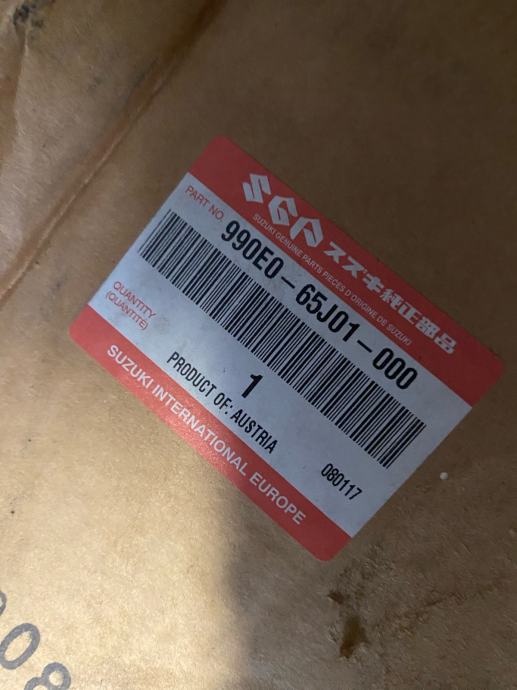 SGP スズキ純正部品
SUZUKI GENUINE PARTS PIECES D'ORIGINE DE SUZUKI
PART NO.
990E0-65J01-000
QUANTITY
(QUANTITE)
1
PRODUCT OF: AUSTRIA
080117
SUZUKI INTERNATIONAL EUROPE